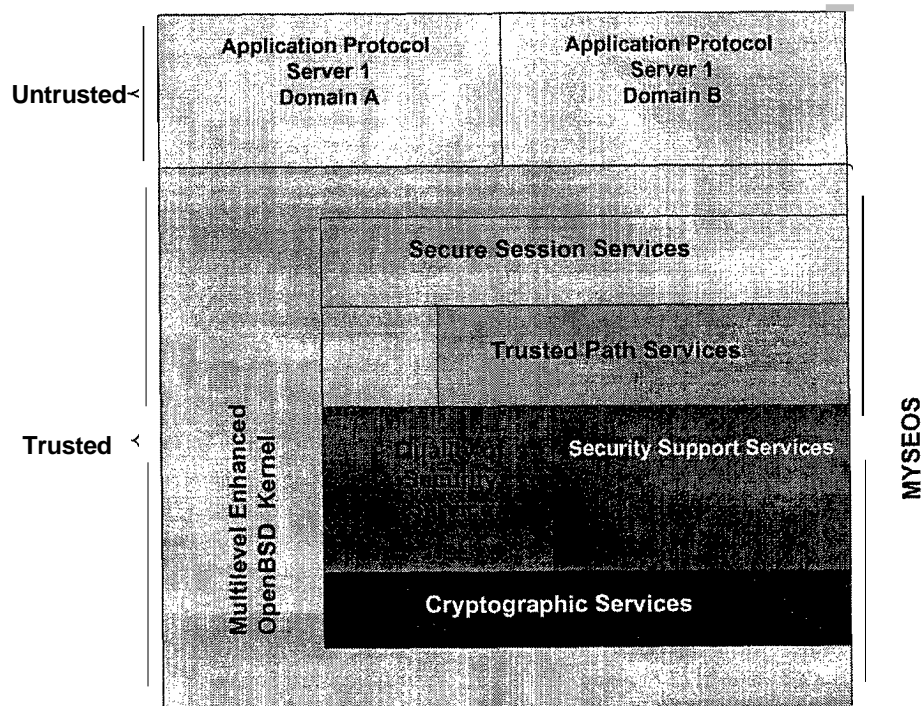 Application Protocol
Server 1
Domain A
Application Protocol
Server 1
Domain B
Untrusted
Secure Session Services
Trusted Path Services
Trusted
Security Support Services
Security
Cryptographic Services
Multilevel Enhanced
OpenBSD Kernel
MYSEOS